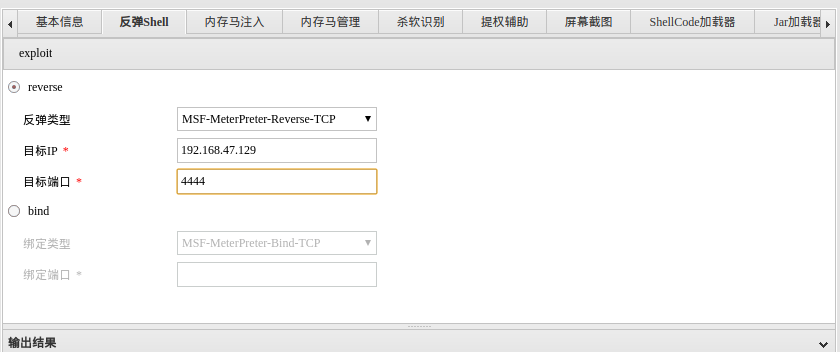 基本信息 反弹Shell 内存马注入 内存马管理 杀软识别 提权辅助 屏幕截图 ShellCode加载器 Jar加载器
exploit
reverse
反弹类型 MSF-MeterPreter-Reverse-TCP
目标IP * 192.168.47.129
目标端口 * 4444
bind
绑定类型 MSF-MeterPreter-Bind-TCP
绑定端口 *
输出结果